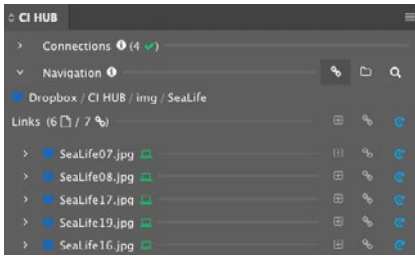 CI HUB
Connections (4 ✔)
Navigation
Dropbox / CI HUB / img / SeaLife
Links (6 / 7)
SeaLife07.jpg
SeaLife08.jpg
SeaLife17.jpg
SeaLife19.jpg
SeaLife16.jpg